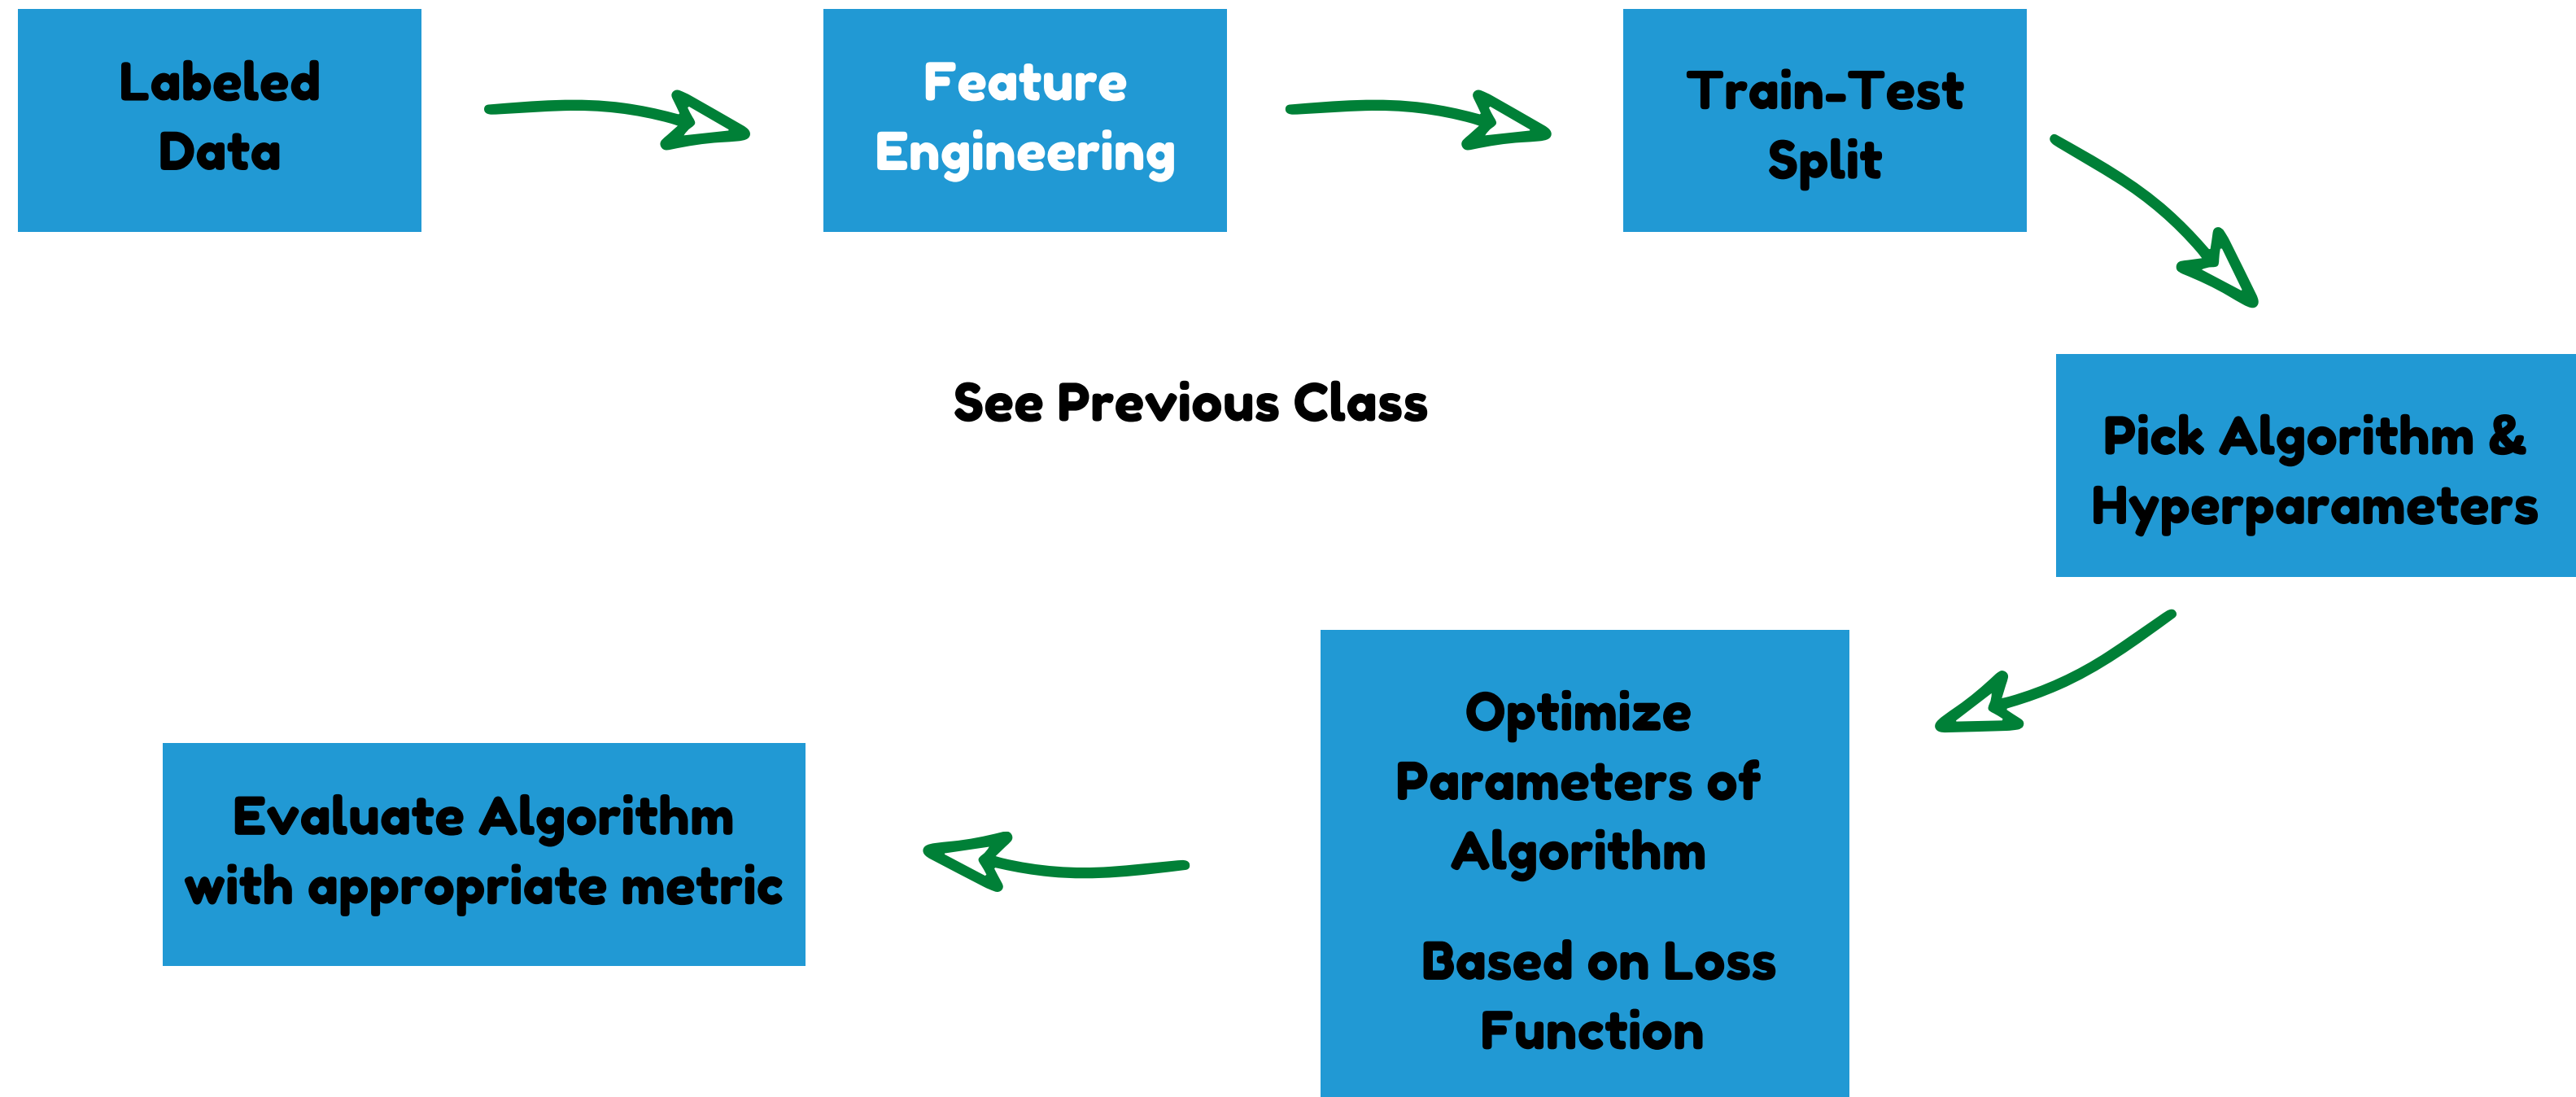 Labeled
Data
Feature
Engineering
Train-Test
Split
See Previous Class
Pick Algorithm &
Hyperparameters
Optimize
Parameters of
Algorithm
Based on Loss
Function
Evaluate Algorithm
with appropriate metric